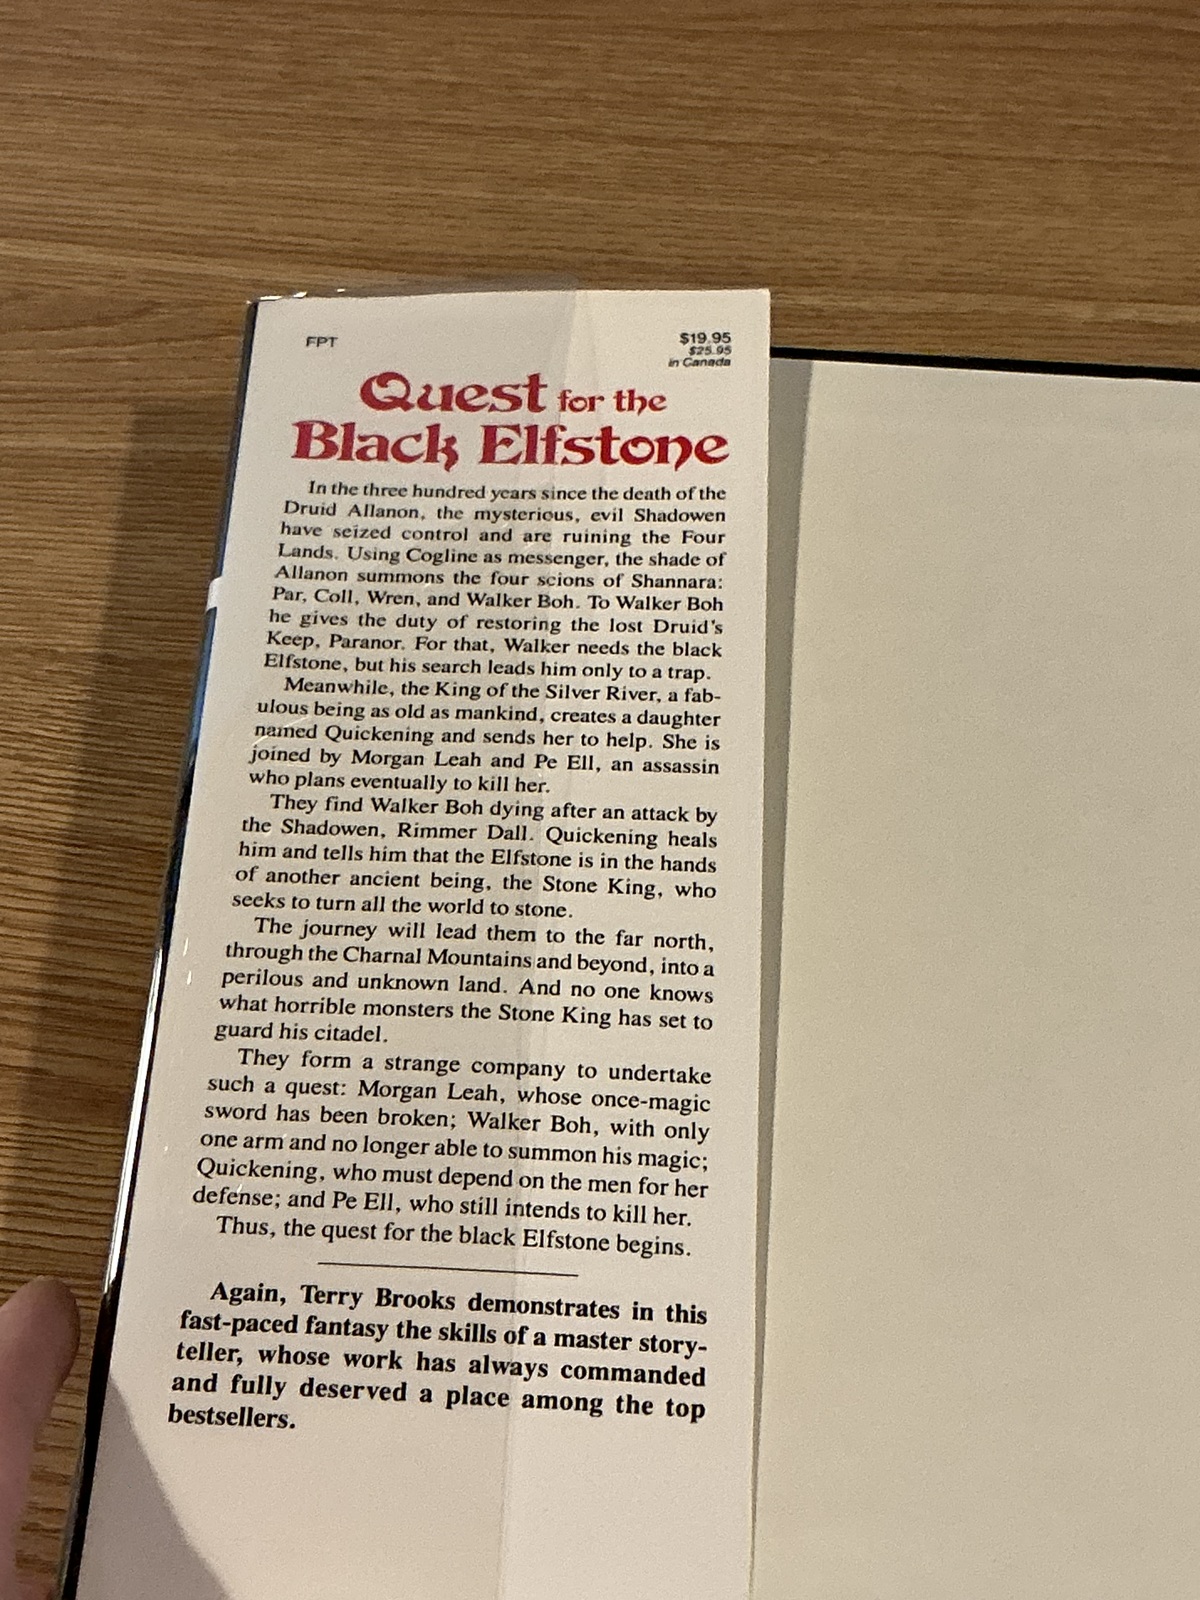 FPT
$19.95
$25.95
in Canada
Quest for the
Black Elfstone
In the three hundred years since the death of the
Druid Allanon, the mysterious, evil Shadowen
have seized control and are ruining the Four
Lands. Using Cogline as messenger, the shade of
Allanon summons the four scions of Shannara:
Par, Coll, Wren, and Walker Boh. To Walker Boh
he gives the duty of restoring the lost Druid's
Keep, Paranor. For that, Walker needs the black
Elfstone, but his search leads him only to a trap.
Meanwhile, the King of the Silver River, a fab-
ulous being as old as mankind, creates a daughter
named Quickening and sends her to help. She is
joined by Morgan Leah and Pe Ell, an assassin
who plans eventually to kill her.
They find Walker Boh dying after an attack by
the Shadowen, Rimmer Dall. Quickening heals
him and tells him that the Elfstone is in the hands
of another ancient being, the Stone King, who
seeks to turn all the world to stone.
The journey will lead them to the far north,
through the Charnal Mountains and beyond, into a
perilous and unknown land. And no one knows
what horrible monsters the Stone King has set to
guard his citadel.
They form a strange company to undertake
such a quest: Morgan Leah, whose once-magic
sword has been broken; Walker Boh, with only
one arm and no longer able to summon his magic;
Quickening, who must depend on the men for her
defense; and Pe Ell, who still intends to kill her.
Thus, the quest for the black Elfstone begins.
Again, Terry Brooks demonstrates in this
fast-paced fantasy the skills of a master story-
teller, whose work has always commanded
and fully deserved a place among the top
bestsellers.